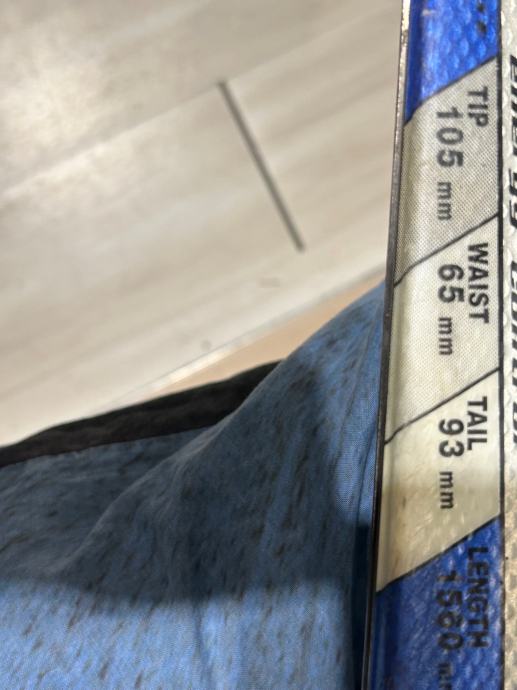 TIP
105 mm
WAIST
65 mm
TAIL
93 mm
LENGTH